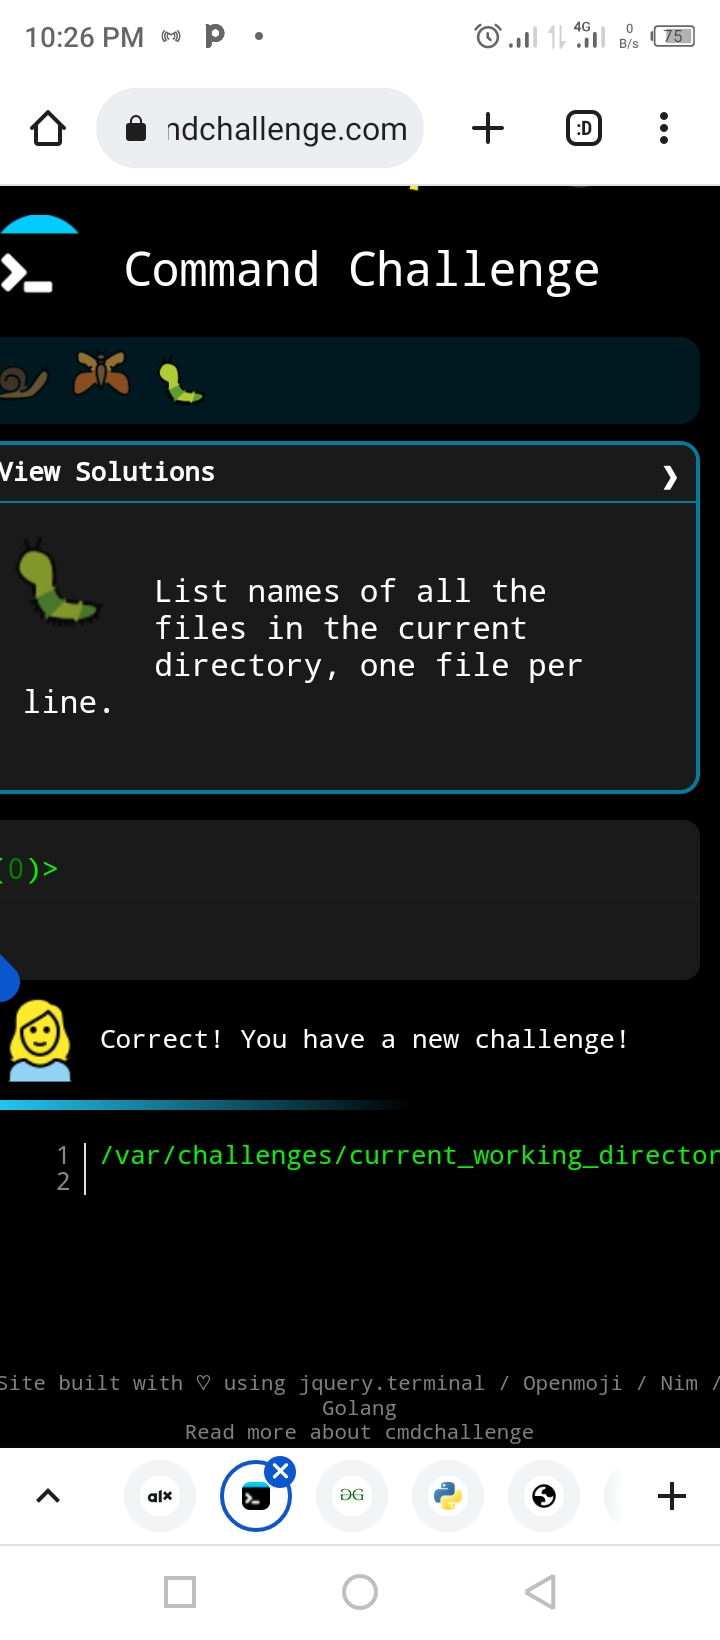 10:26 PM
4G
0
B/s
75
ndchallenge.com
:D
Command Challenge
View Solutions
List names of all the
files in the current
directory, one file per
line.
(0)>
Correct! You have a new challenge!
1 /var/challenges/current_working_director
2
Site built with ♡ using jquery.terminal / Openmoji / Nim /
Golang
Read more about cmdchallenge
alx